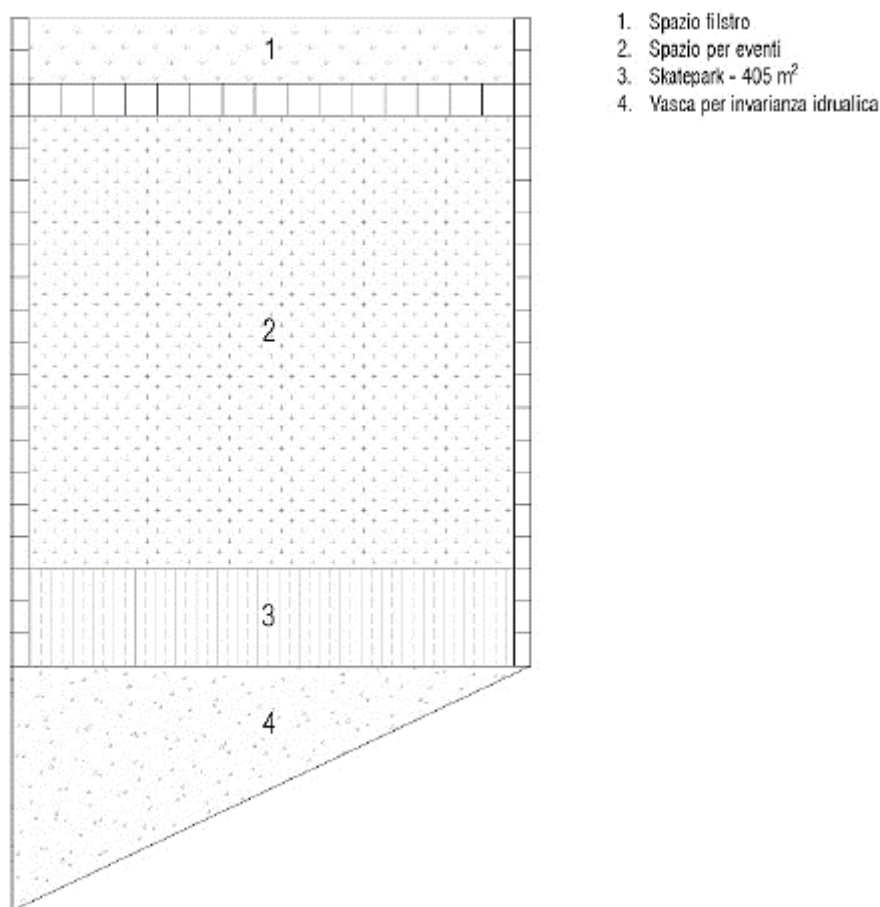 1. Spazio filstro
2. Spazio per eventi
3. Skatepark - 405 m²
4. Vasca per invarianza idrualica
1
2
3
4